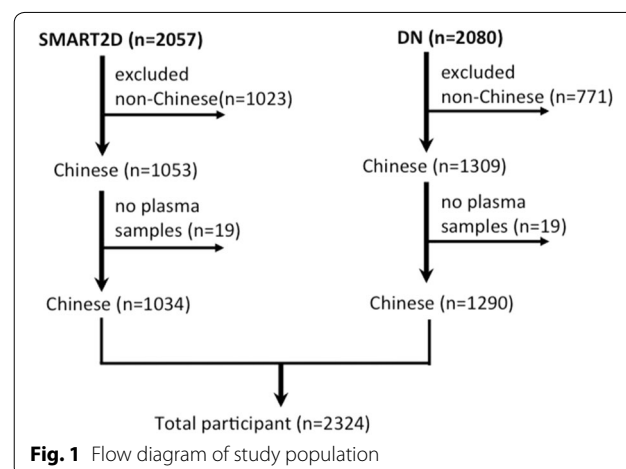 SMART2D (n=2057)
DN (n=2080)
excluded
non-Chinese(n=1023)
excluded
non-Chinese (n=771)
Chinese (n=1053)
Chinese (n=1309)
no plasma
samples (n=19)
no plasma
samples (n=19)
Chinese (n=1034)
Chinese (n=1290)
Total participant (n=2324)
Fig. 1 Flow diagram of study population